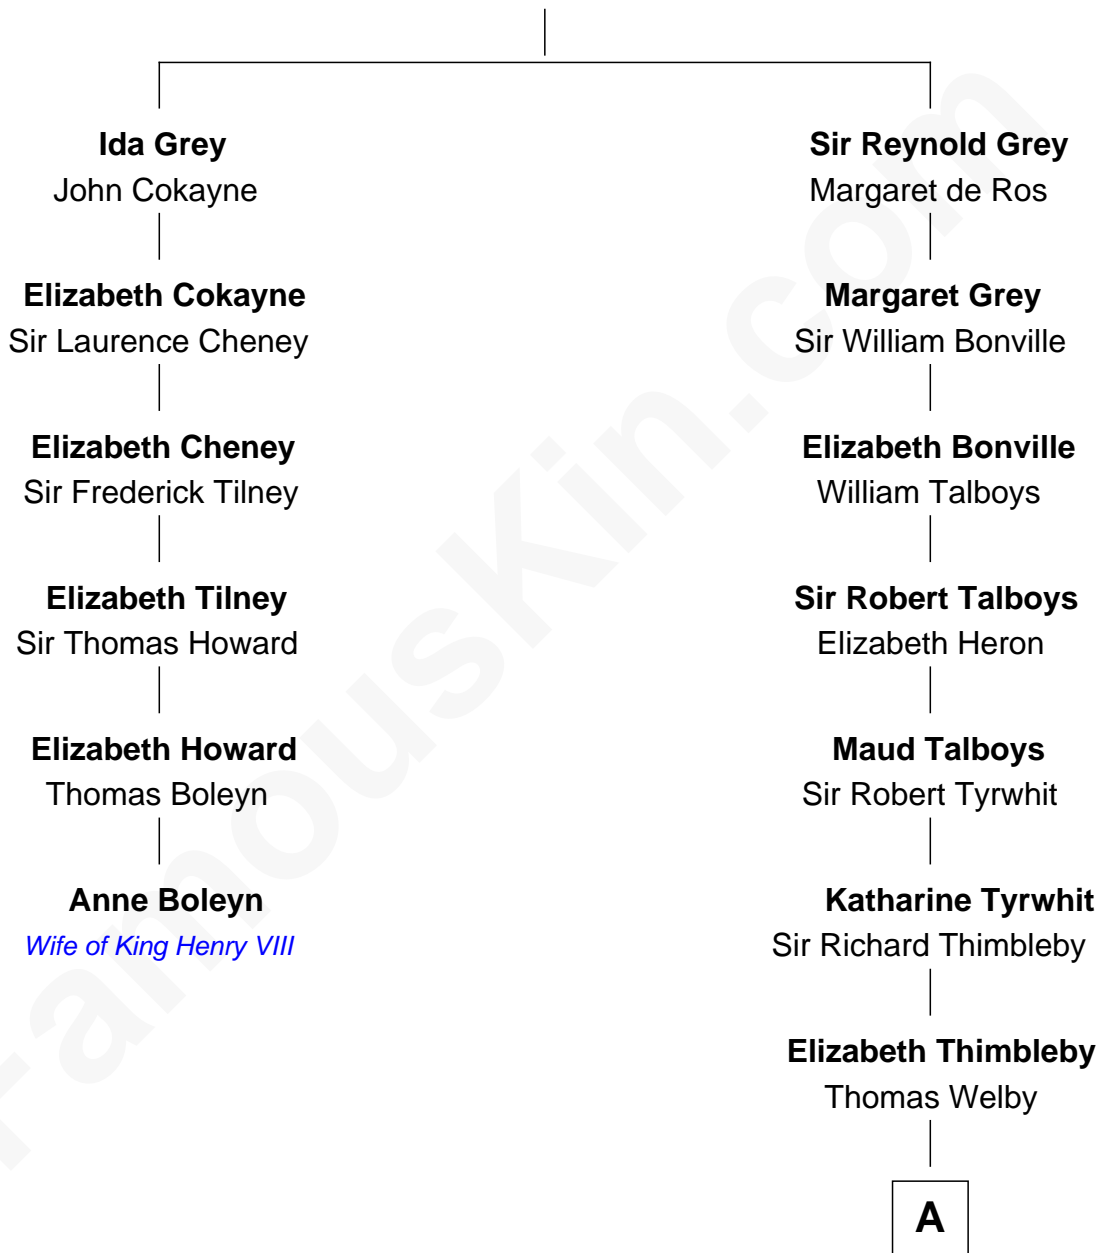 Ida Grey
John Cokayne
Sir Reynold Grey
Margaret de Ros
Elizabeth Cokayne
Sir Laurence Cheney
Margaret Grey
Sir William Bonville
Elizabeth Cheney
Sir Frederick Tilney
Elizabeth Bonville
William Talboys
Elizabeth Tilney
Sir Thomas Howard
Sir Robert Talboys
Elizabeth Heron
Elizabeth Howard
Thomas Boleyn
Maud Talboys
Sir Robert Tyrwhit
Anne Boleyn
Wife of King Henry VIII
Katharine Tyrwhit
Sir Richard Thimbleby
Elizabeth Thimbleby
Thomas Welby
A
FamousKin.com